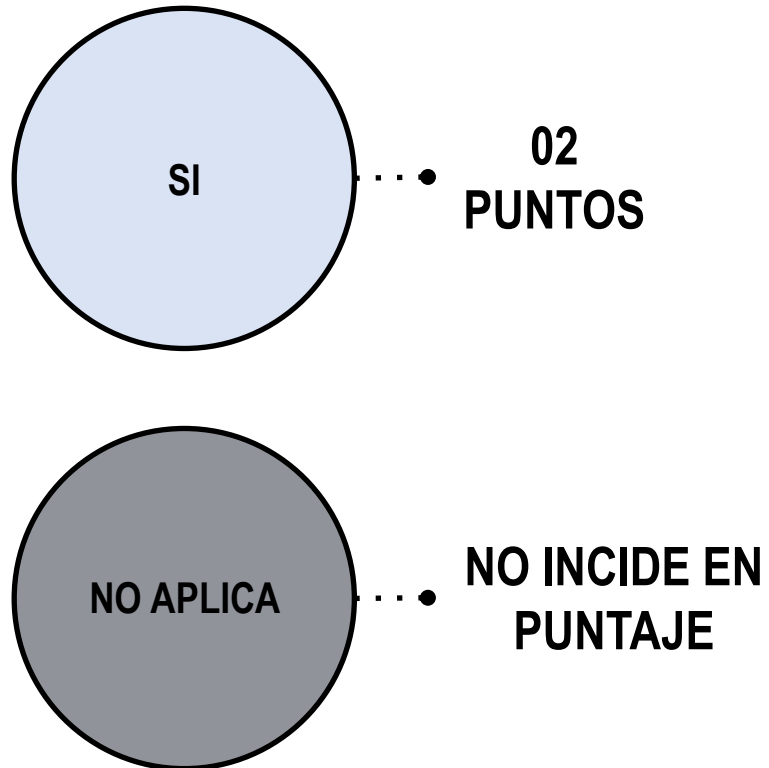 SI
02
PUNTOS
NO APLICA
NO INCIDE EN
PUNTAJE